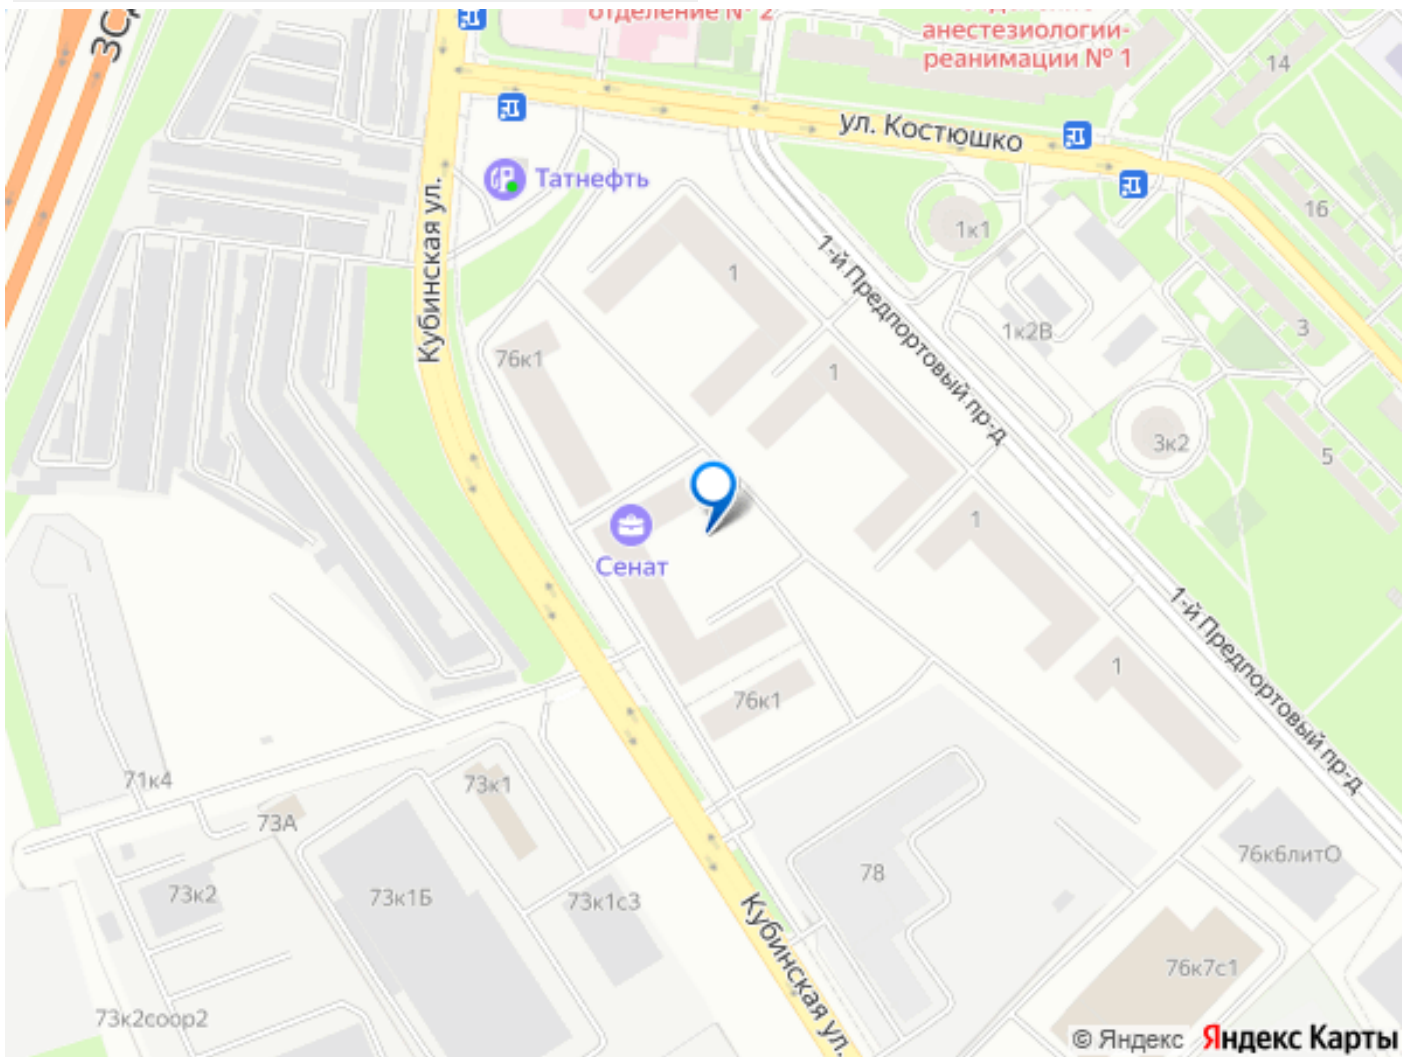 ЗС
отделение № 2
анестезиологии-
реанимации № 1
14
ул. Костюшко
Татнефть
16
1к1
Кубинская ул.
1-й Предпортовый пр-д
1
1к2В
3
76к1
1
3к2
5
Сенат
1
1-й Предпортовый пр-д
1
76к1
71к4
73к1
73А
76к6литО
78
73к2
73к1Б
73к1с3
Кубинская ул.
76к7с1
73к2соор2
© Яндекс Яндекс Карты